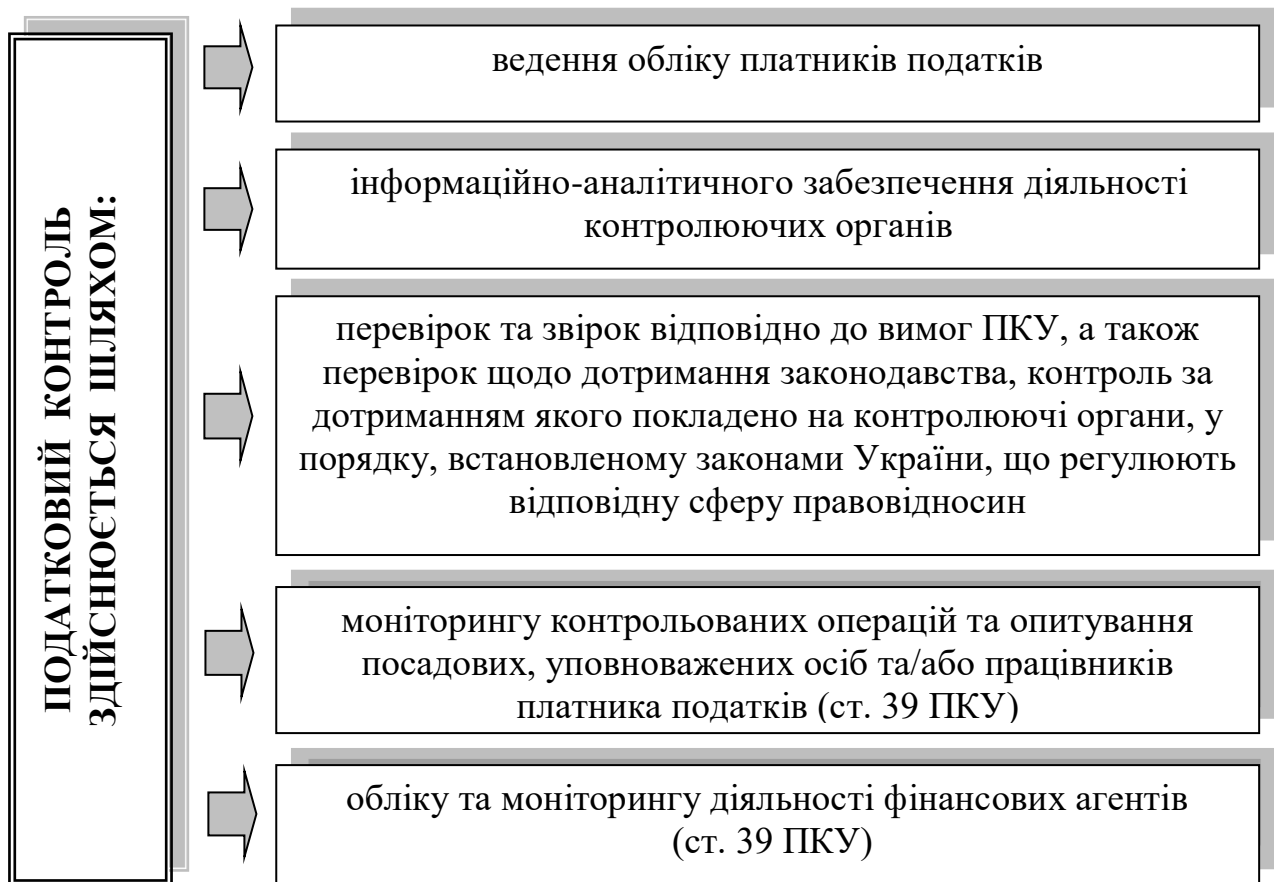 ПОДАТКОВИЙ КОНТРОЛЬ
ЗДІЙСНЮЄТЬСЯ ШЛЯХОМ:
ведення обліку платників податків
інформаційно-аналітичного забезпечення діяльності
контролюючих органів
перевірок та звірок відповідно до вимог ПКУ, а також
перевірок щодо дотримання законодавства, контроль за
дотриманням якого покладено на контролюючі органи, у
порядку, встановленому законами України, що регулюють
відповідну сферу правовідносин
моніторингу контрольованих операцій та опитування
посадових, уповноважених осіб та/або працівників
платника податків (ст. 39 ПКУ)
обліку та моніторингу діяльності фінансових агентів
(ст. 39 ПКУ)